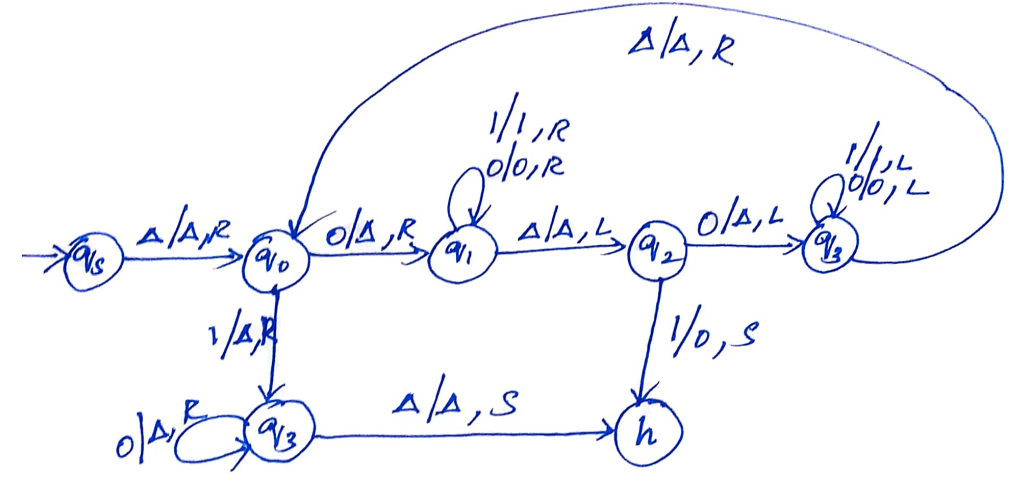 Δ/Δ, R
1/1, R
0/0, R
1/1, L
0/0, L
Δ/Δ, R
0/Δ, R
Δ/Δ, L
0/Δ, L
qs
q0
q1
q2
q3
1/Δ, R
1/0, S
0/Δ, R
q3
Δ/Δ, S
h